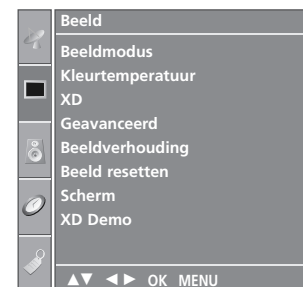 Beeld
Beeldmodus
Kleurtemperatuur
XD
Geavanceerd
Beeldverhouding
Beeld resetten
Scherm
XD Demo
▲▼ ◄► OK MENU